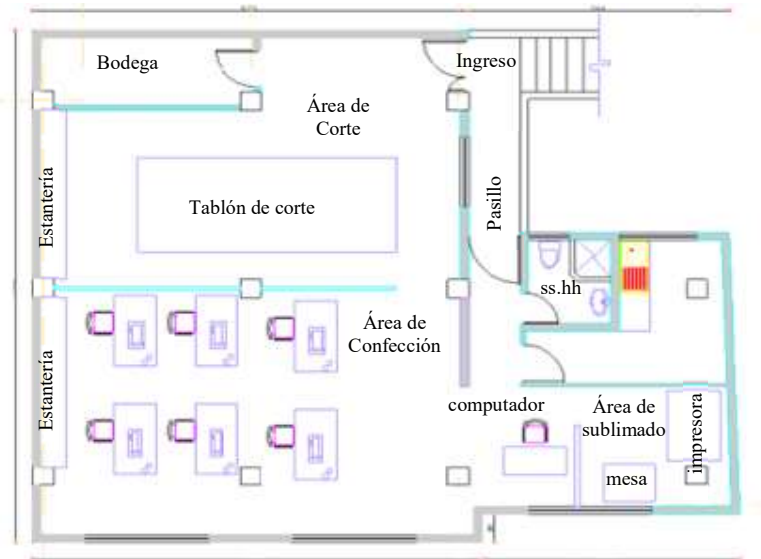 Bodega
Ingreso
Área de
Corte
Estantería
Tablón de corte
Pasillo
ss.hh
Área de
Confección
Estantería
computador
Área de
sublimado
impresora
mesa